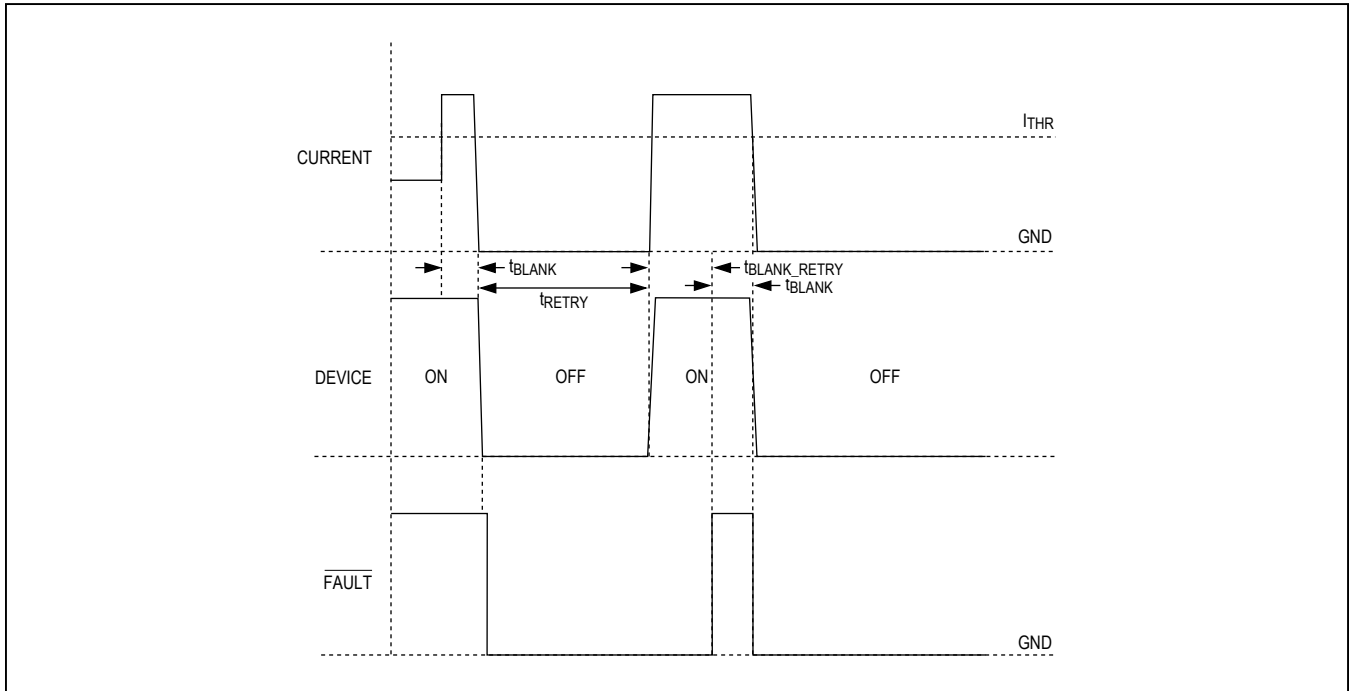 ITHR
CURRENT
GND
tBLANK
tBLANK_RETRY
tRETRY
tBLANK
DEVICE
ON
OFF
ON
OFF
FAULT
GND